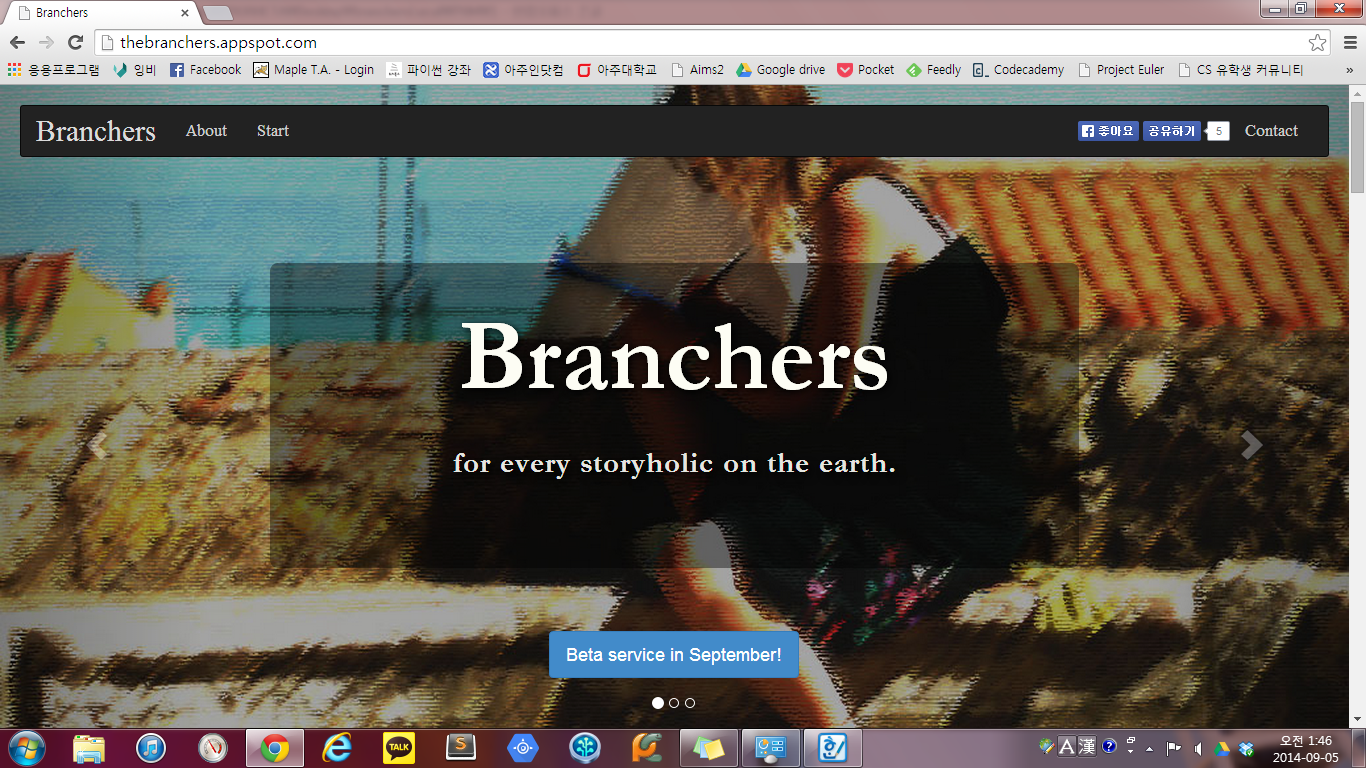 Branchers
thebranchers.appspot.com
응용프로그램 잉비 Facebook Maple T.A. - Login 파이썬 강좌 아주인닷컴 아주대학교 Aims2 Google drive Pocket Feedly Codecademy Project Euler CS 유학생 커뮤니티 »
Branchers About Start 좋아요 공유하기 5 Contact
Branchers
for every storyholic on the earth.
Beta service in September!
TALK
A 漢
오전 1:46
2014-09-05